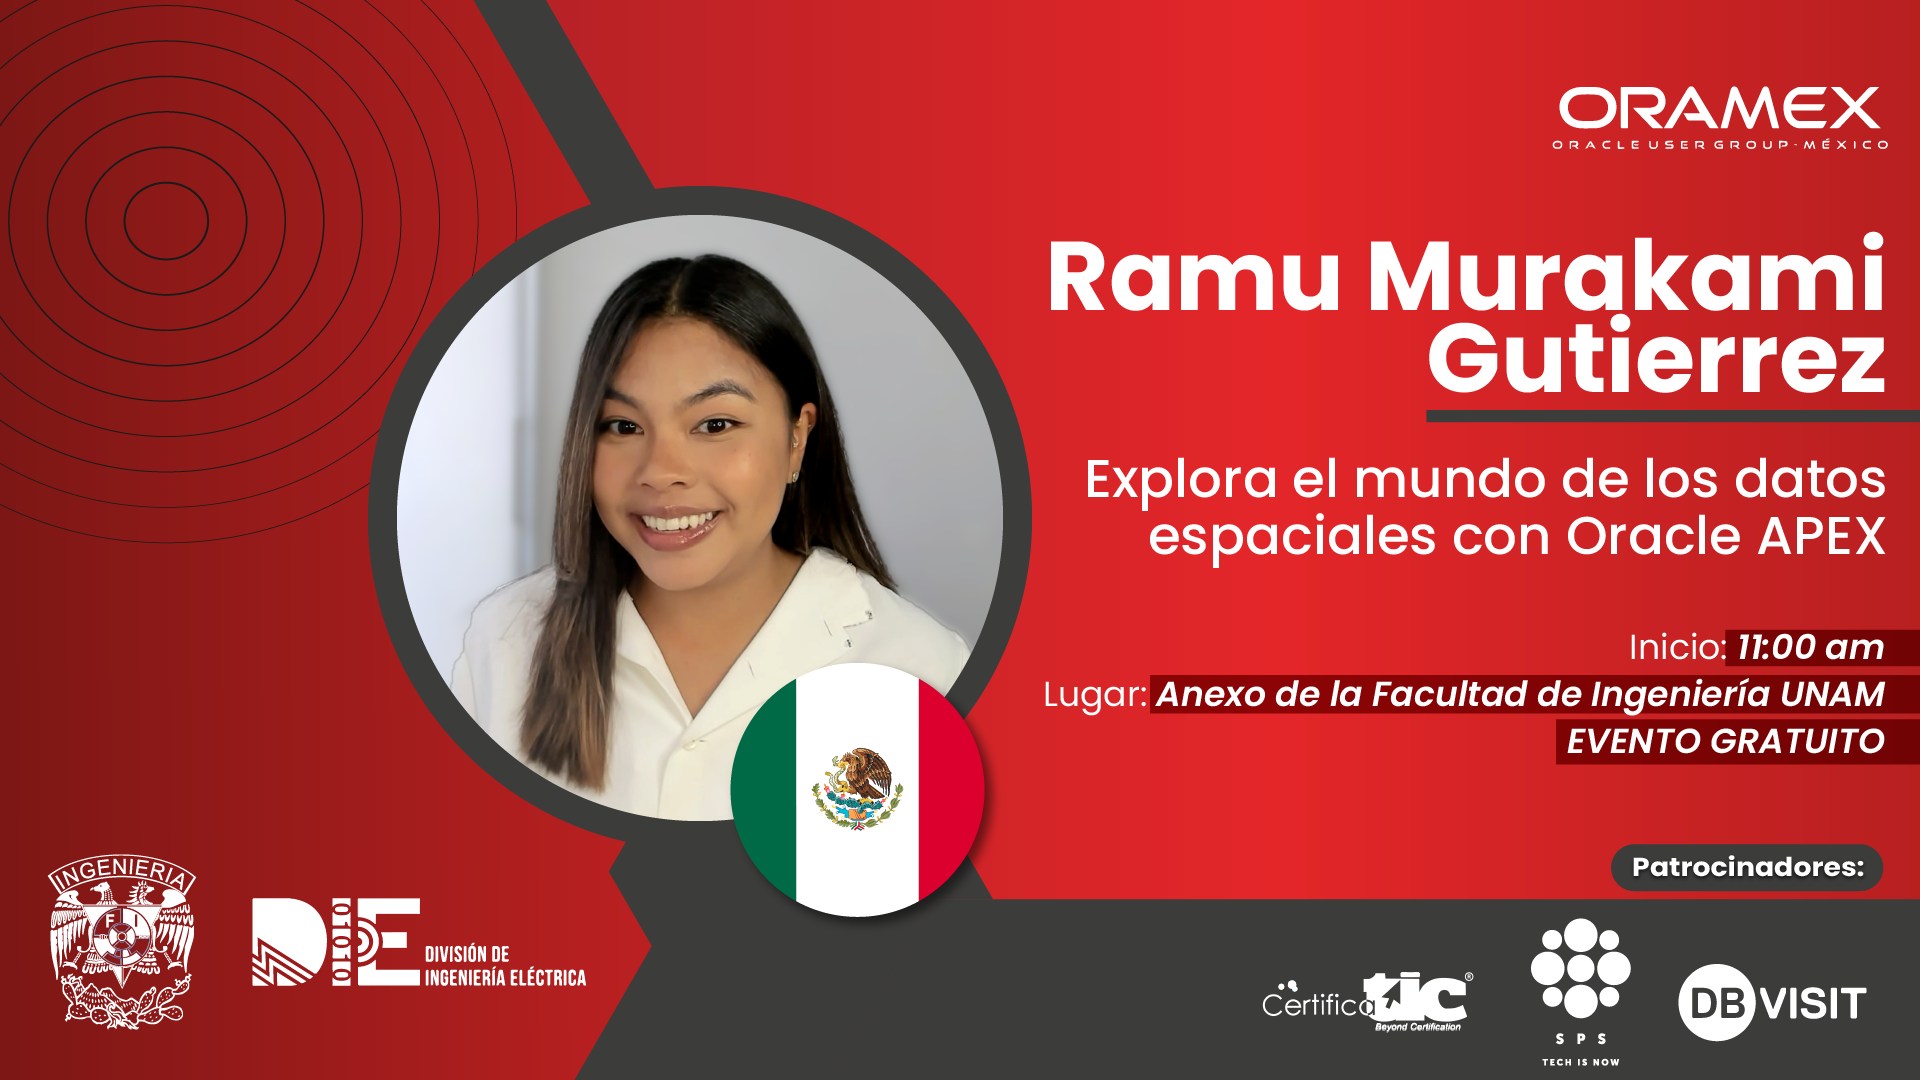 ORAMEX
ORACLE USER GROUP - MÉXICO
Ramu Murakami
Gutierrez
Explora el mundo de los datos
espaciales con Oracle APEX
Inicio: 11:00 am
Lugar: Anexo de la Facultad de Ingeniería UNAM
EVENTO GRATUITO
Patrocinadores:
INGENIERIA
F I
DIE
010101
DIVISIÓN DE
INGENIERÍA ELÉCTRICA
Certificatic®
Beyond Certification
SPS
TECH IS NOW
DBVISIT